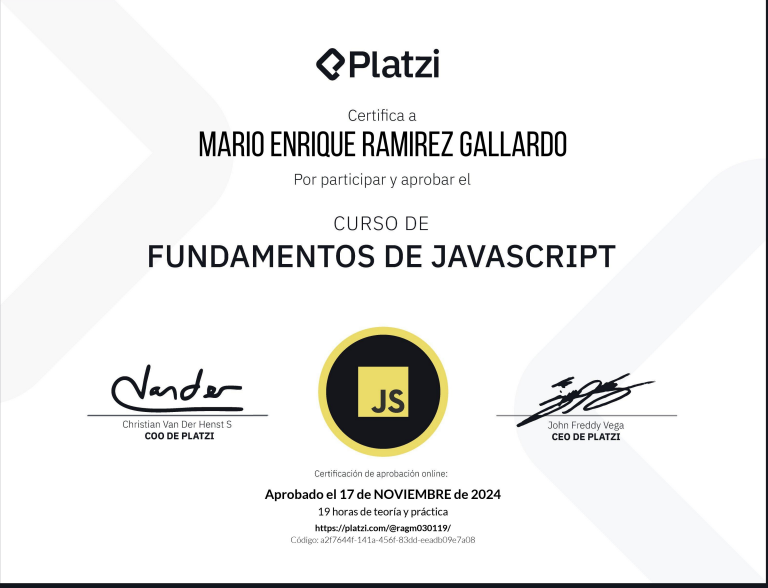 Platzi
Certifica a
MARIO ENRIQUE RAMIREZ GALLARDO
Por participar y aprobar el
CURSO DE
FUNDAMENTOS DE JAVASCRIPT
JS
Vander
Christian Van Der Henst S
COO DE PLATZI
John Freddy Vega
CEO DE PLATZI
Certificación de aprobación online:
Aprobado el 17 de NOVIEMBRE de 2024
19 horas de teoría y práctica
https://platzi.com/@ragm030119/
Código: a2f7644f-141a-456f-83dd-eeadb09e7a08